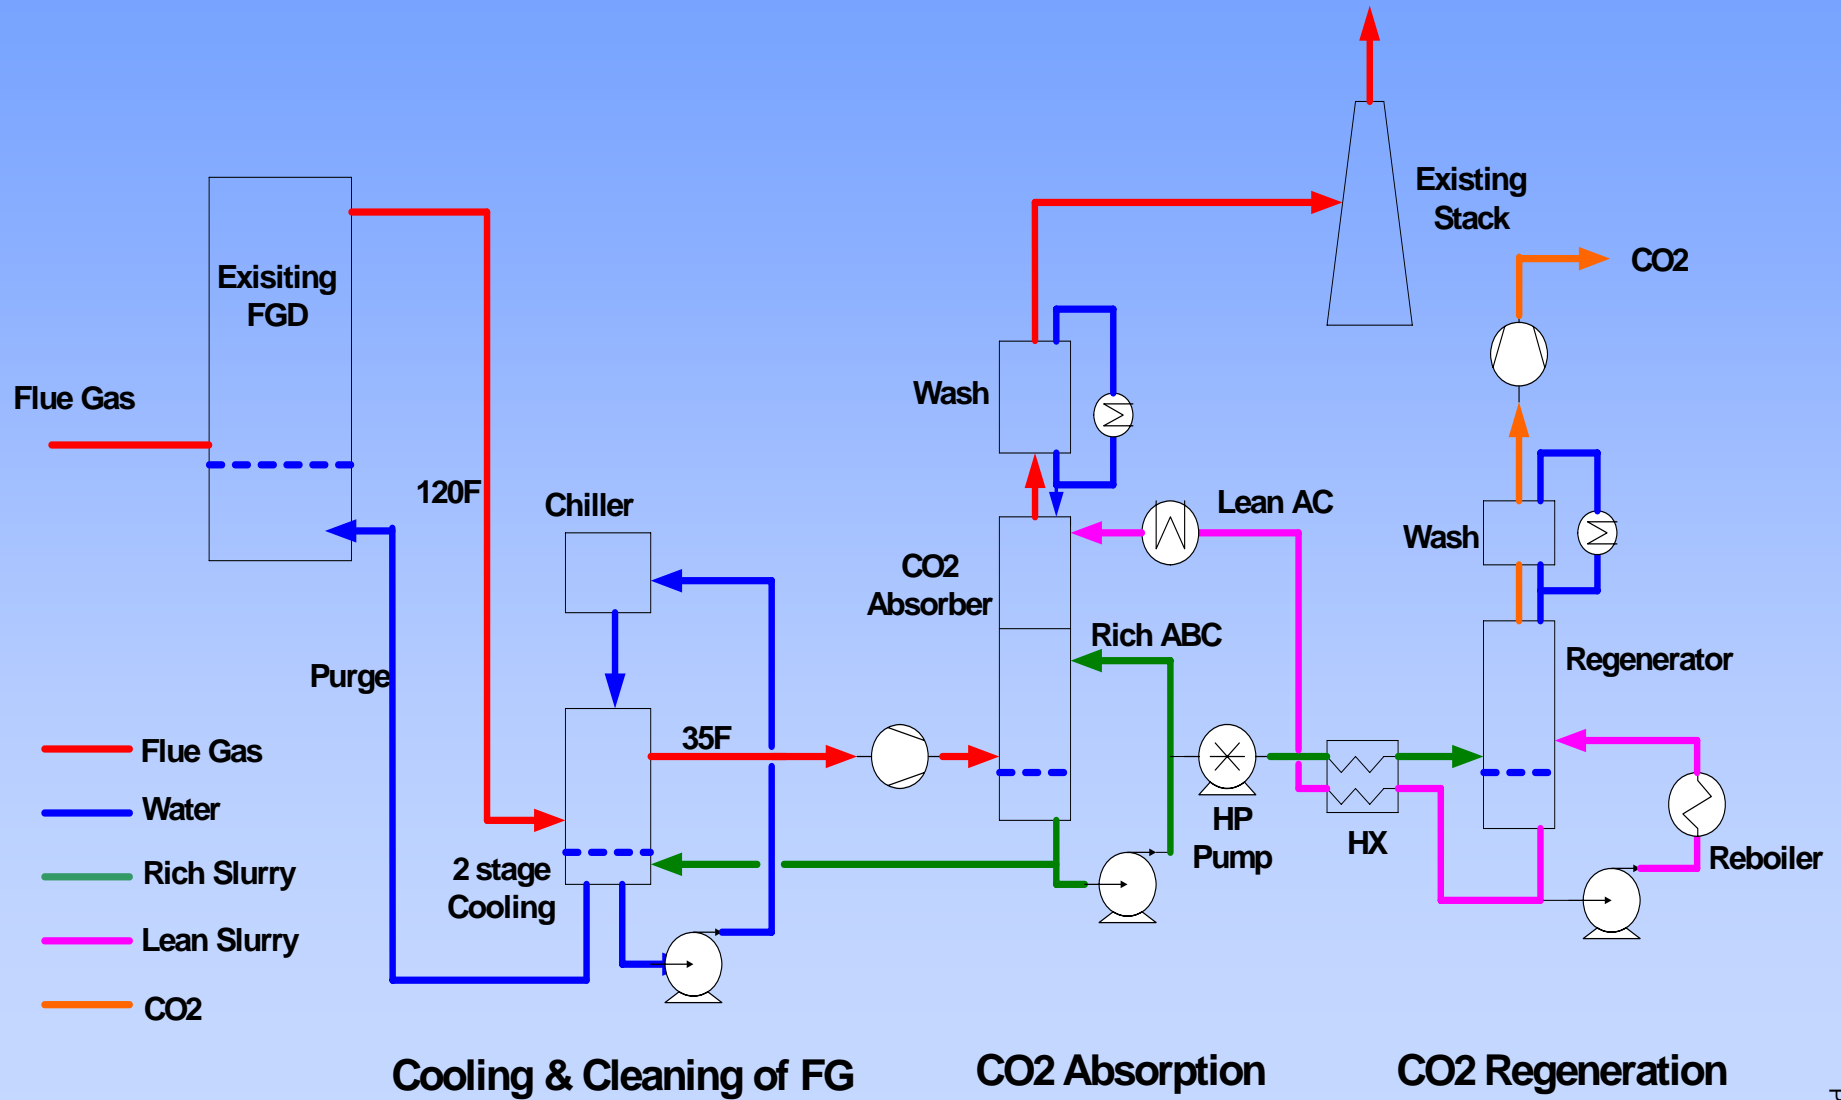 Existing
Stack
CO2
Exisiting
FGD
Flue Gas
Wash
120F
Chiller
Lean AC
Wash
CO2
Absorber
Rich ABC
Regenerator
Purge
35F
Flue Gas
Water
HP
Pump
HX
Reboiler
2 stage
Cooling
Rich Slurry
Lean Slurry
CO2
Cooling & Cleaning of FG
CO2 Absorption
CO2 Regeneration